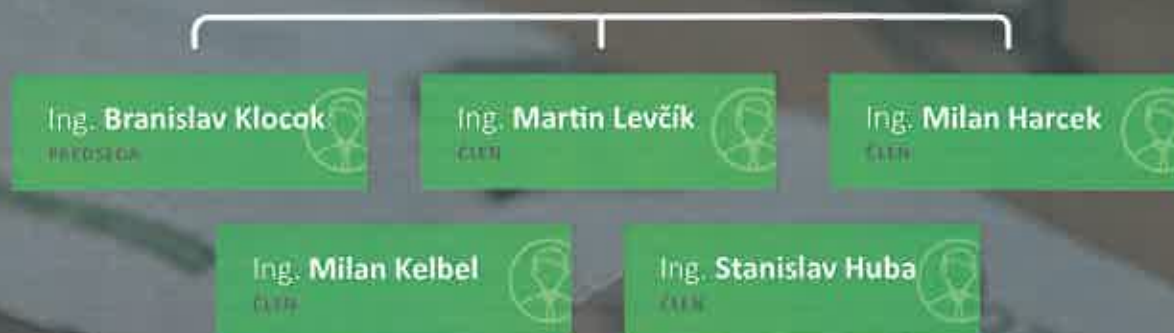 Ing. Branislav Klocok
PREDSEDA
Ing. Martin Levčík
ČLEN
Ing. Milan Harcek
ČLEN
Ing. Milan Kelbel
ČLEN
Ing. Stanislav Huba
ČLEN